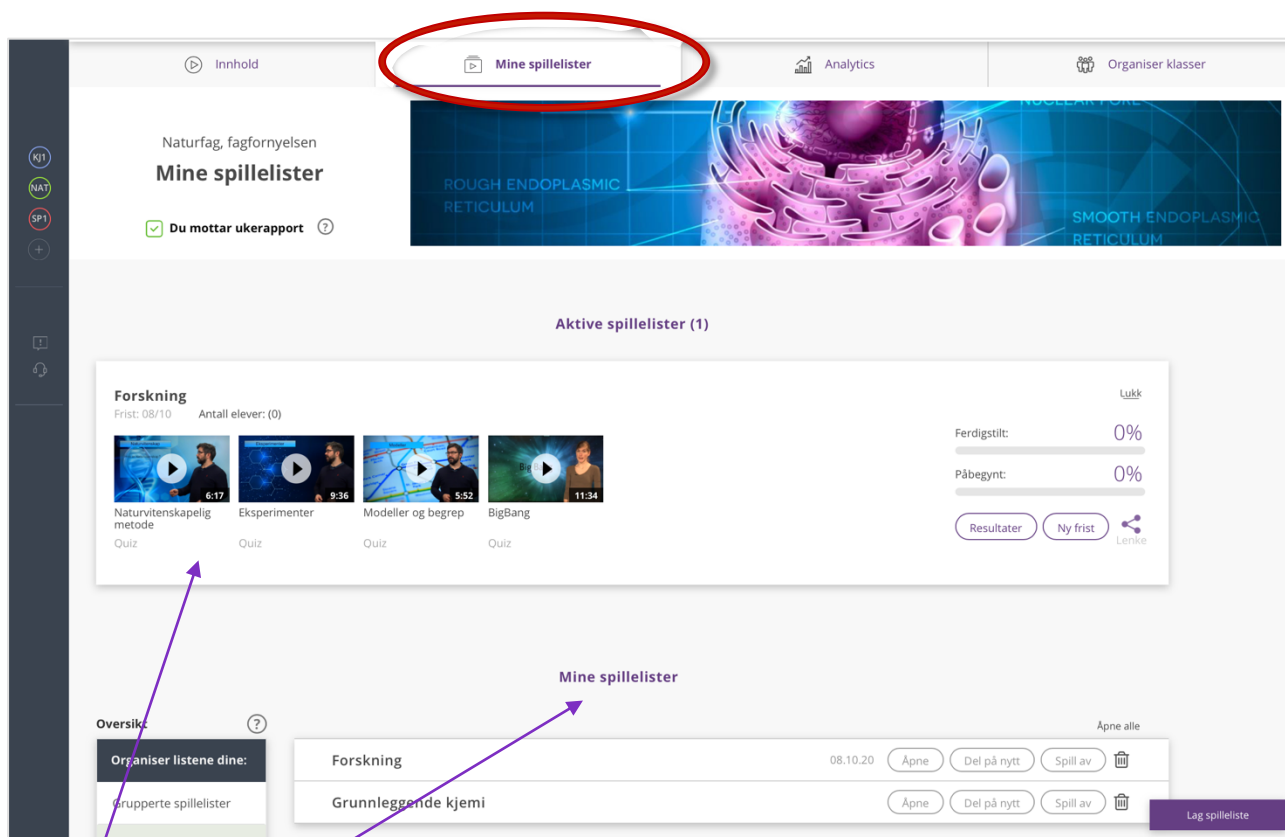 Innhold
Mine spillelister
Analytics
Organiser klasser
KJ1
NAT
SP1
Naturfag, fagfornyelsen
Mine spillelister
Du mottar ukerapport ?
ROUGH ENDOPLASMIC
RETICULUM
NUCLEAR PORE
SMOOTH ENDOPLASMIC
RETICULUM
Aktive spillelister (1)
Forskning
Lukk
Frist: 08/10 Antall elever: (0)
6:17
9:36
5:52
11:34
Naturvitenskapelig
metode
Eksperimenter
Modeller og begrep
BigBang
Quiz
Quiz
Quiz
Quiz
Ferdigstilt: 0%
Påbegynt: 0%
Resultater
Ny frist
Lenke
Mine spillelister
Oversikt ?
Åpne alle
Organiser listene dine:
Grupperte spillelister
Forskning 08.10.20 Åpne Del på nytt Spill av
Grunnleggende kjemi Åpne Del på nytt Spill av
Lag spilleliste